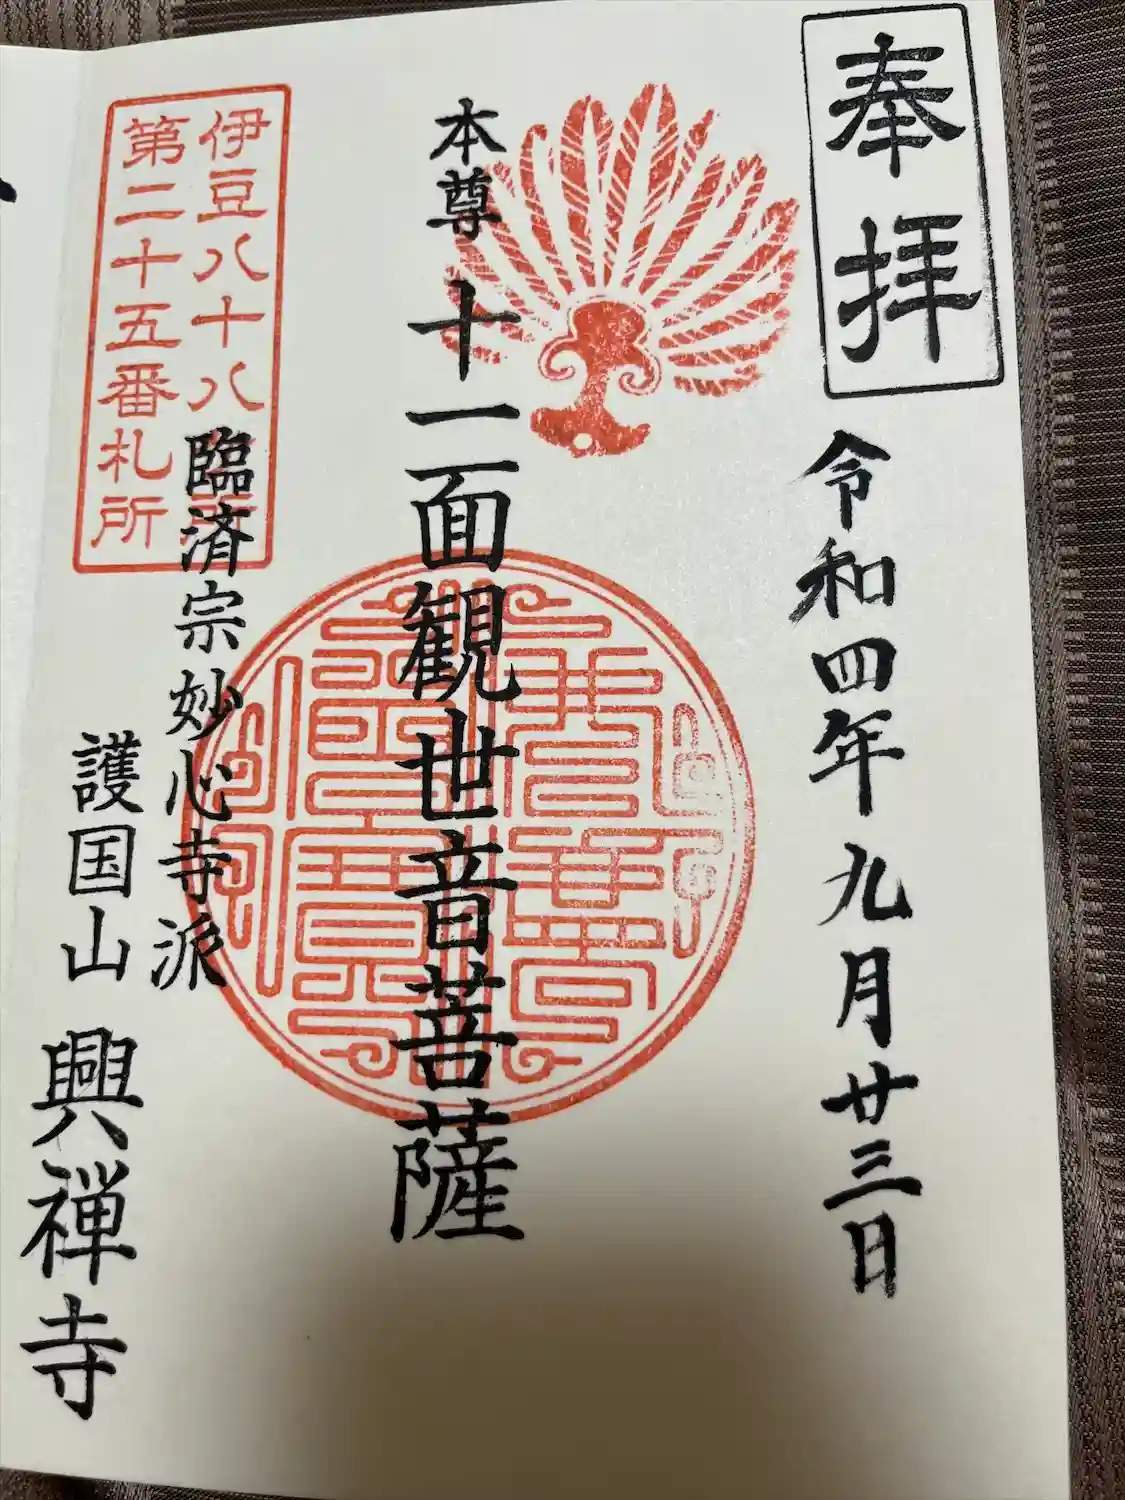 奉拝
令和四年九月廿三日
本尊 十一面観世音菩薩
伊豆八十八
第二十五番札所
臨済宗妙心寺派
護国山 興禅寺